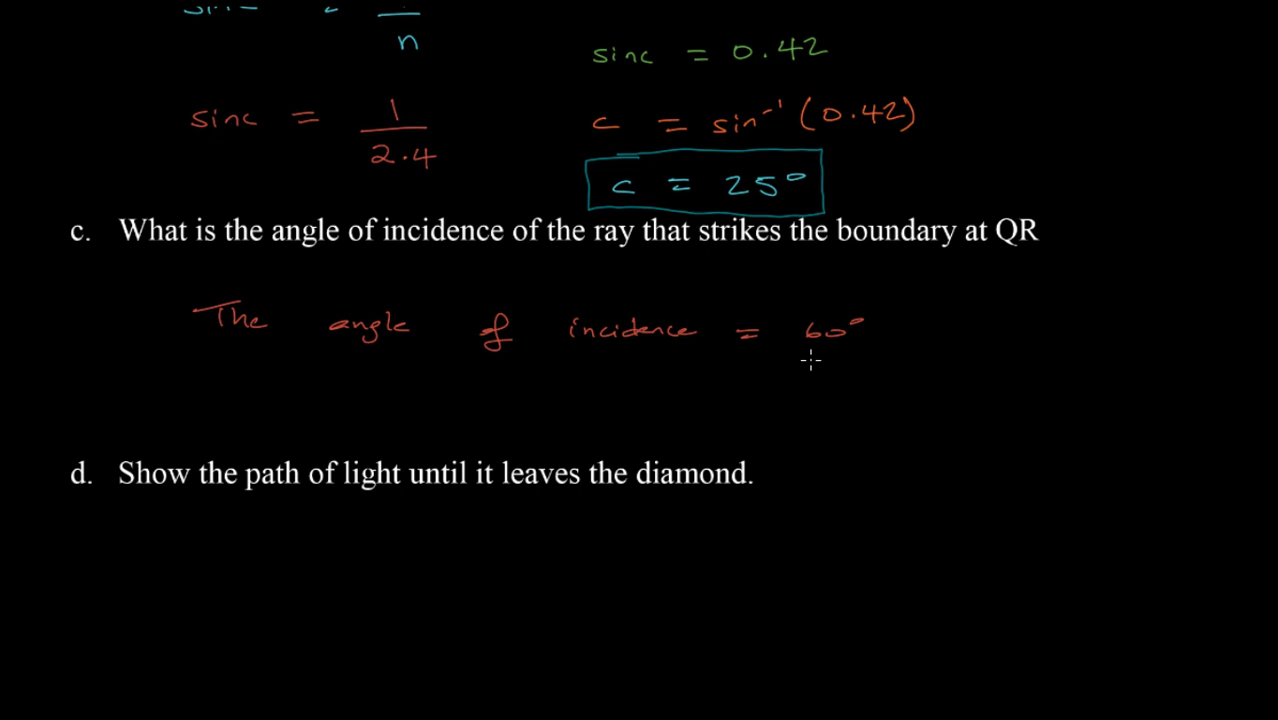 n
sinc = 0.42
sinc = 1/2.4
c = sin⁻¹ (0.42)
c = 25°
c. What is the angle of incidence of the ray that strikes the boundary at QR
The angle of incidence = 60°
d. Show the path of light until it leaves the diamond.